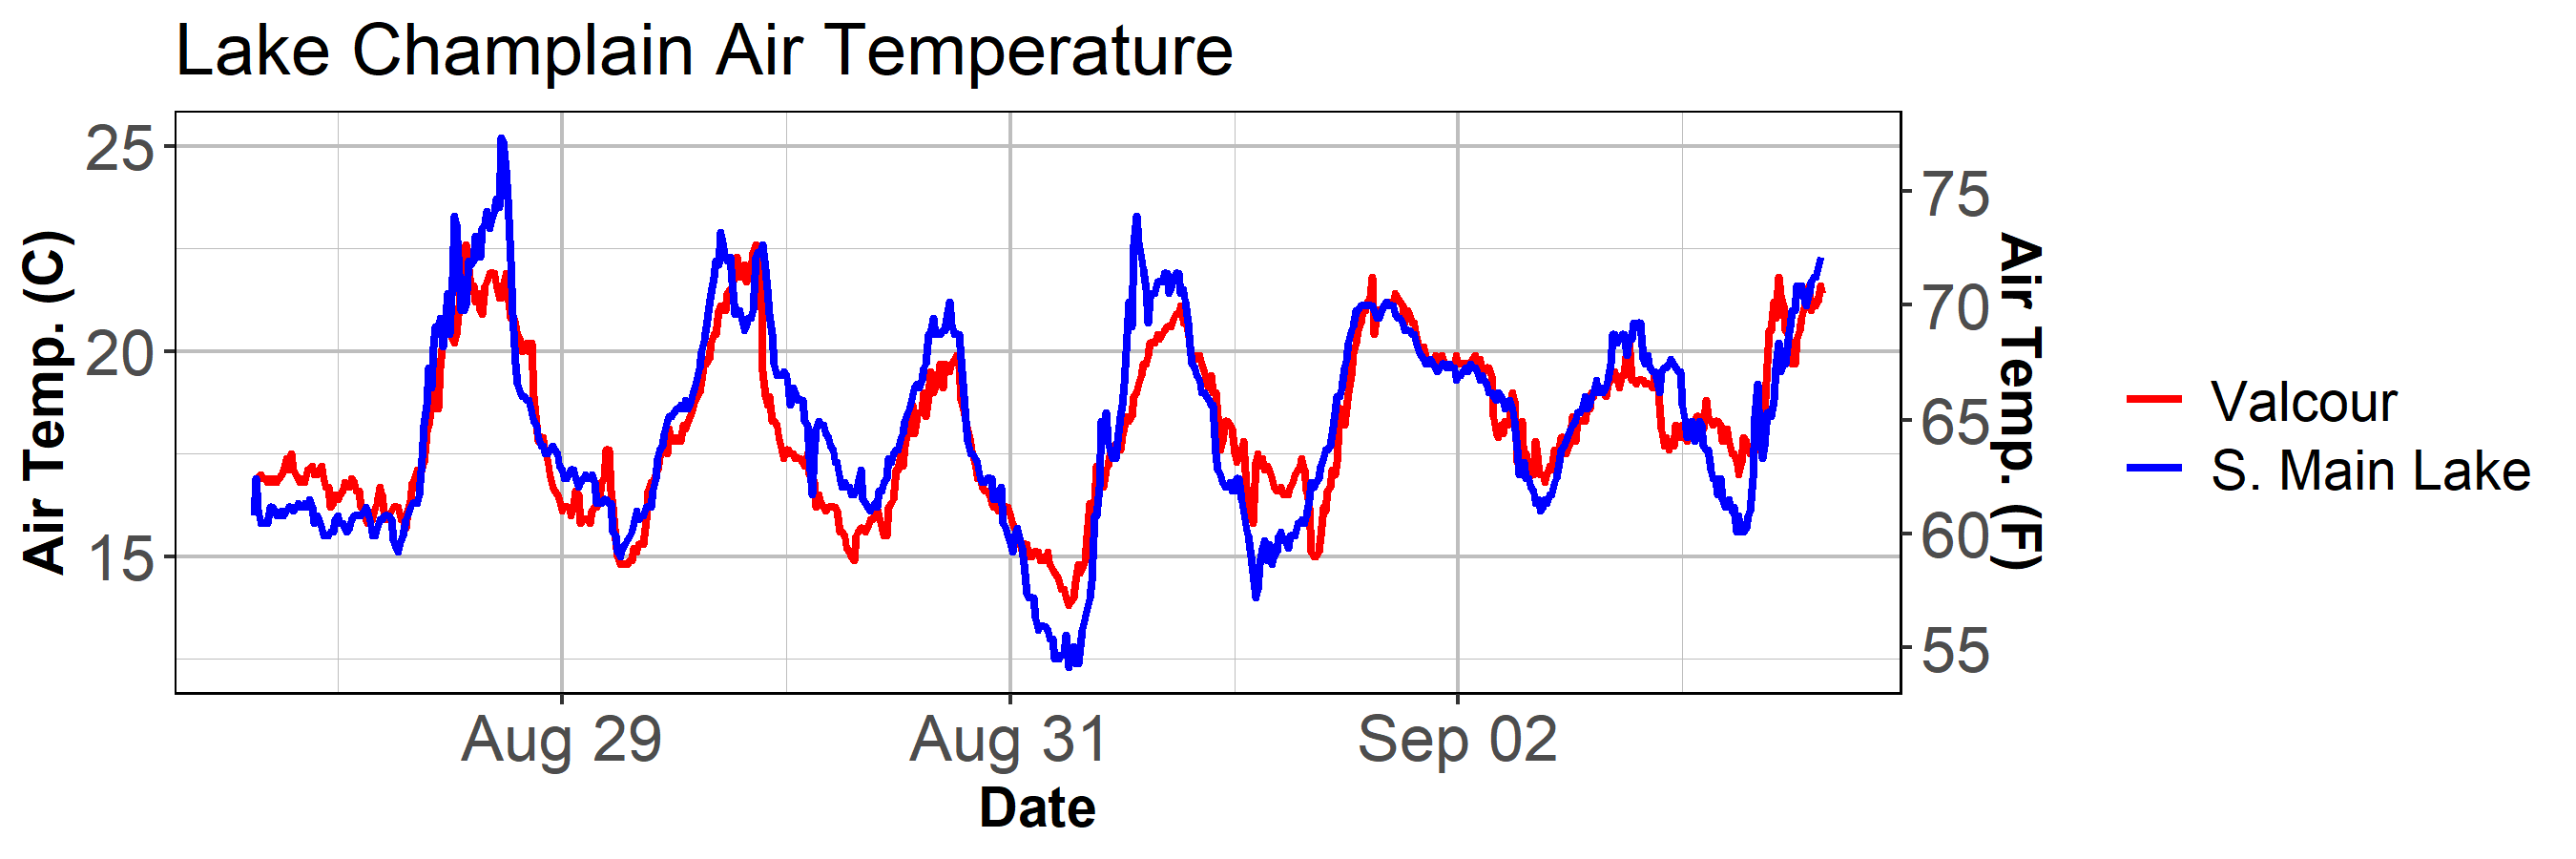 Lake Champlain Air Temperature
Air Temp. (C)
25
20
15
75
70
65
60
55
Air Temp. (F)
Aug 29 Aug 31 Sep 02
Date
Valcour
S. Main Lake